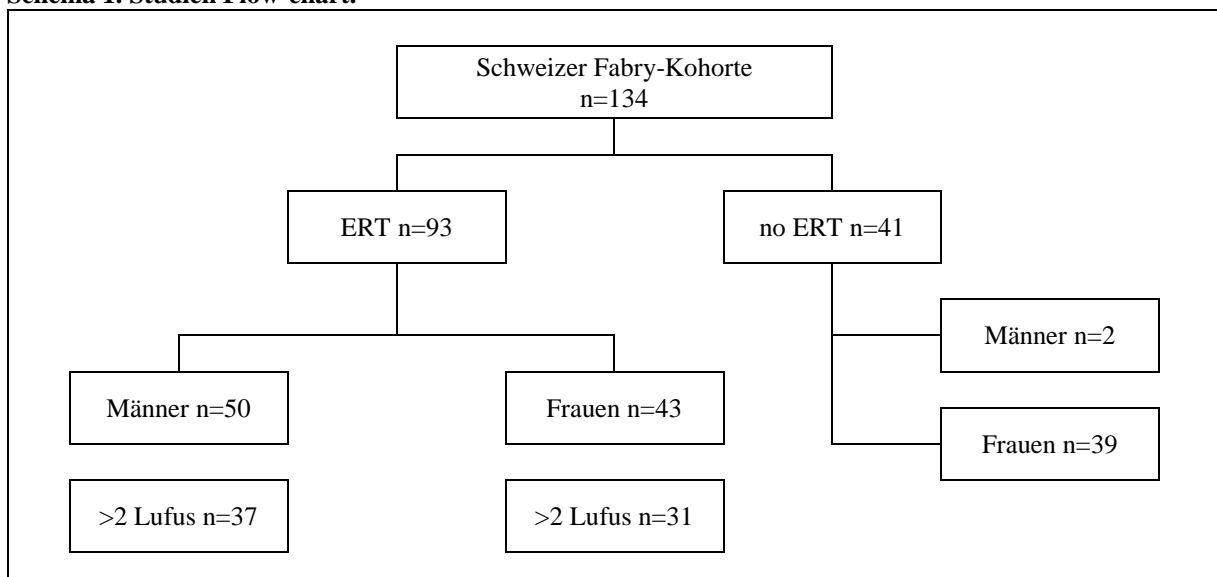 Schema 1. Studien Flow-chart.
Schweizer Fabry-Kohorte
n=134
ERT n=93
no ERT n=41
Männer n=2
Männer n=50
Frauen n=43
Frauen n=39
>2 Lufus n=37
>2 Lufus n=31